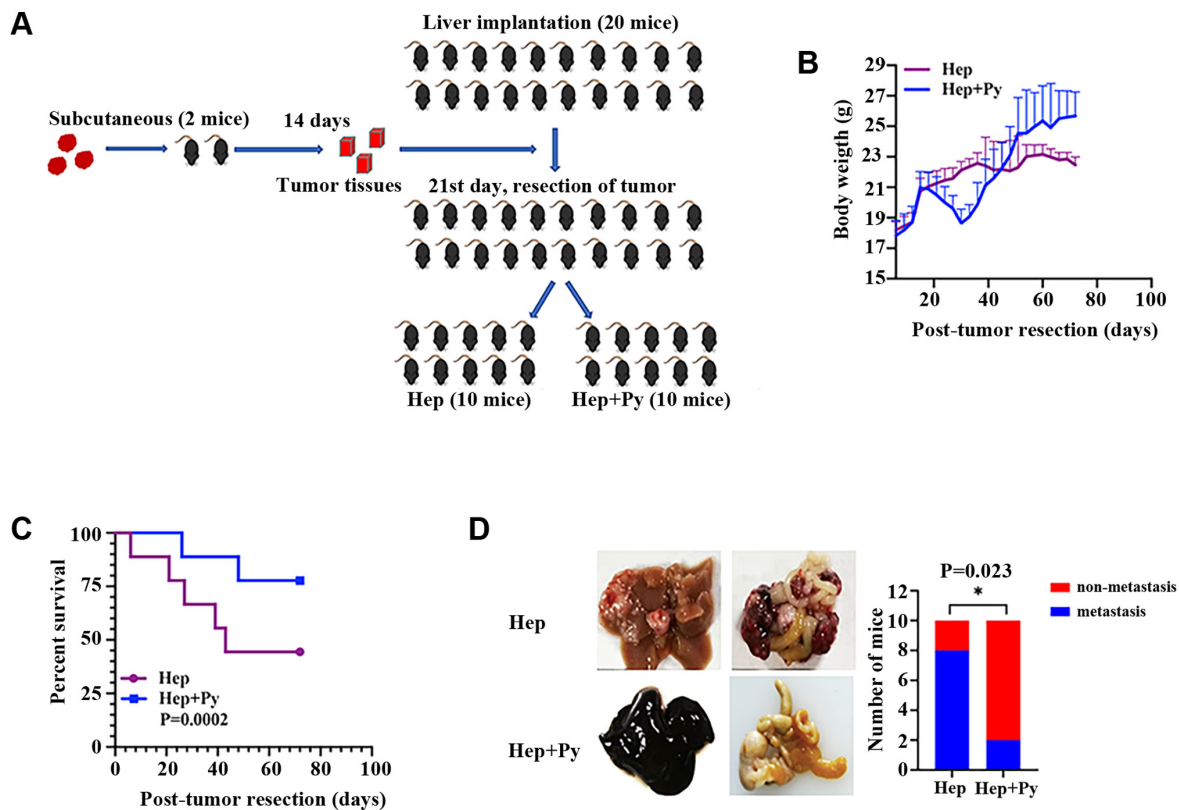 A
Liver implantation (20 mice)
Subcutaneous (2 mice)
14 days
Tumor tissues
21st day, resection of tumor
Hep (10 mice)
Hep+Py (10 mice)
B
Hep
Hep+Py
29
27
25
23
21
19
17
15
Body weigth (g)
20
40
60
80
100
Post-tumor resection (days)
C
100
75
50
25
0
Percent survival
Hep
Hep+Py
P=0.0002
0
20
40
60
80
100
Post-tumor resection (days)
D
Hep
Hep+Py
P=0.023
*
non-metastasis
metastasis
12
10
8
6
4
2
0
Number of mice
Hep
Hep+Py